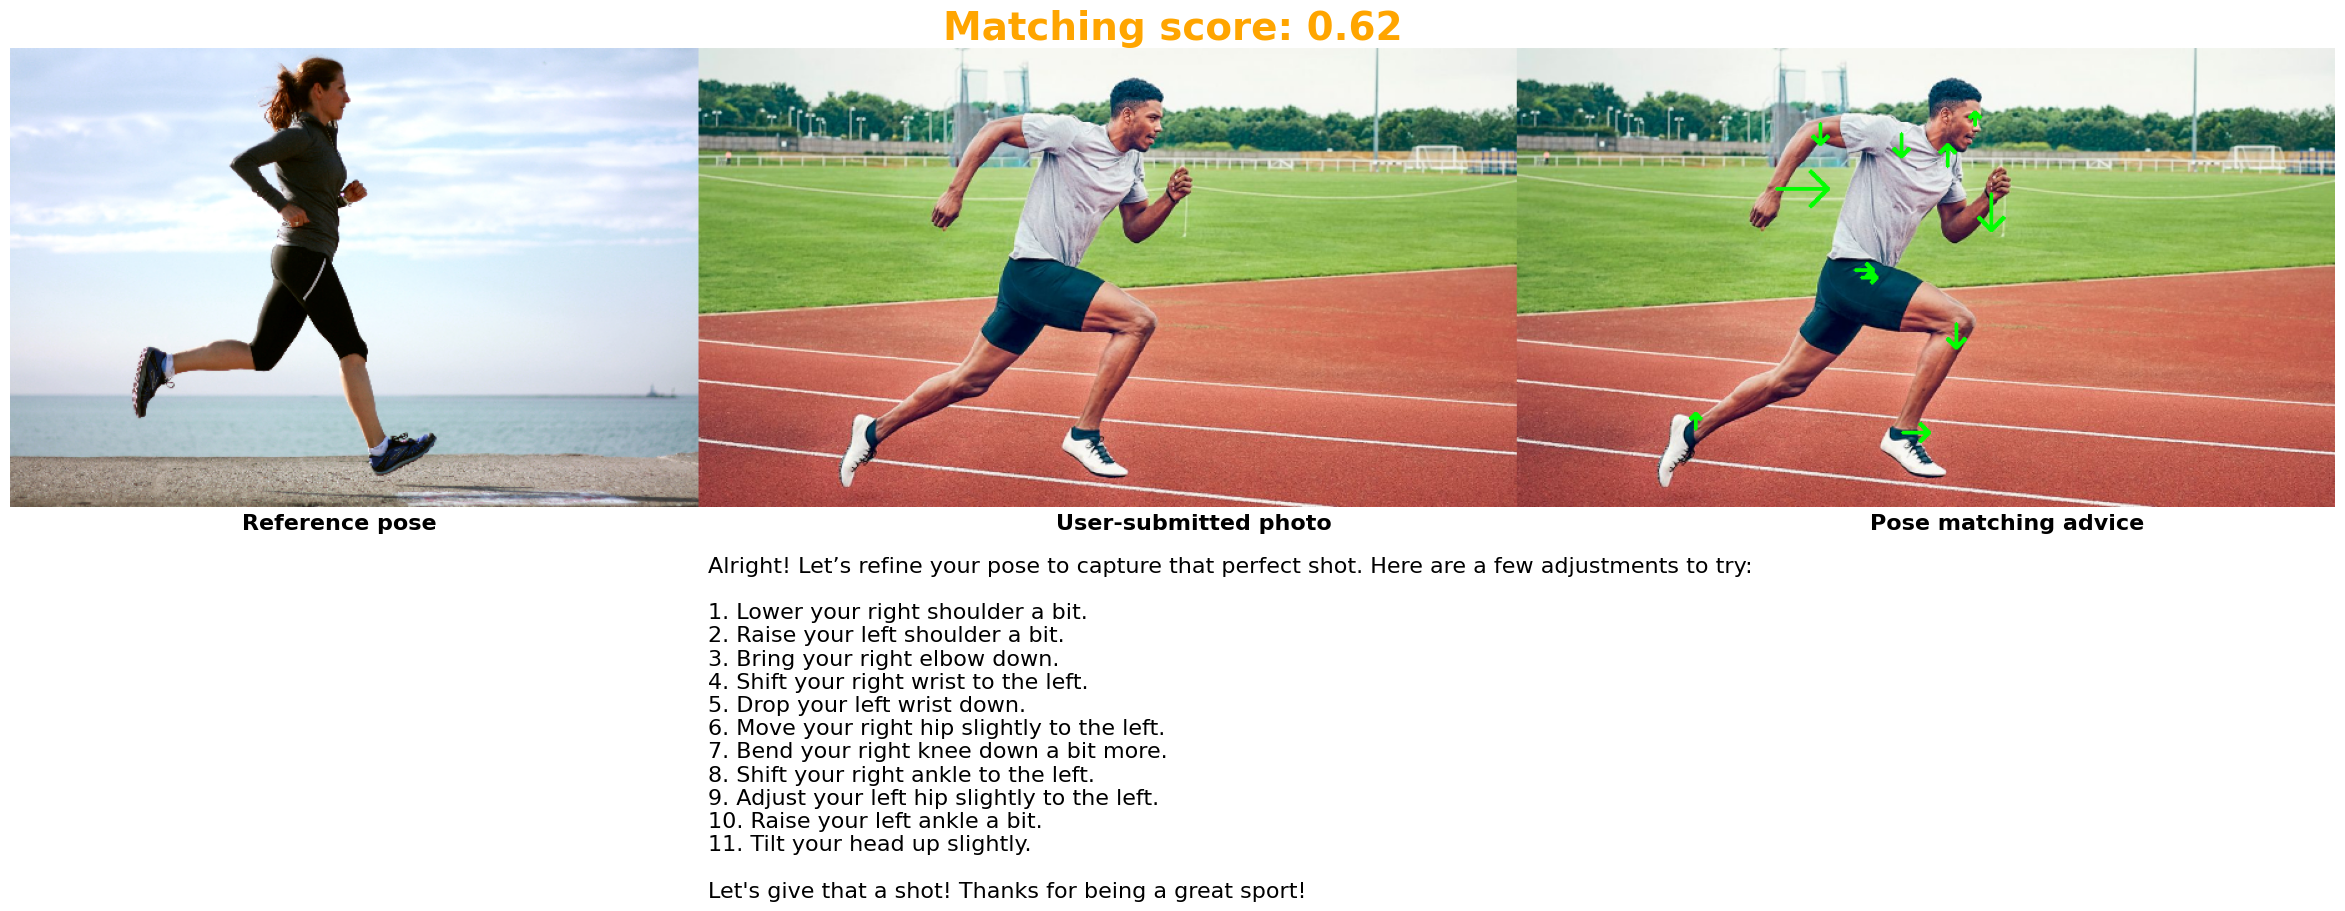 Matching score: 0.62
Reference pose
User-submitted photo
Pose matching advice
Alright! Let’s refine your pose to capture that perfect shot. Here are a few adjustments to try:
1. Lower your right shoulder a bit.
2. Raise your left shoulder a bit.
3. Bring your right elbow down.
4. Shift your right wrist to the left.
5. Drop your left wrist down.
6. Move your right hip slightly to the left.
7. Bend your right knee down a bit more.
8. Shift your right ankle to the left.
9. Adjust your left hip slightly to the left.
10. Raise your left ankle a bit.
11. Tilt your head up slightly.
Let's give that a shot! Thanks for being a great sport!